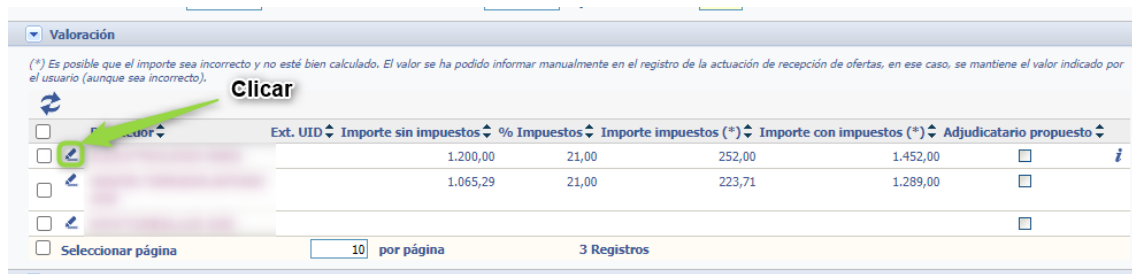 Valoración
(*) Es posible que el importe sea incorrecto y no esté bien calculado. El valor se ha podido informar manualmente en el registro de la actuación de recepción de ofertas, en ese caso, se mantiene el valor indicado por
el usuario (aunque sea incorrecto).
Clicar
Ext. UID Importe sin impuestos % Impuestos Importe impuestos (*) Importe con impuestos (*) Adjudicatario propuesto
1.200,00 21,00 252,00 1.452,00 i
1.065,29 21,00 223,71 1.289,00
Seleccionar página 10 por página 3 Registros